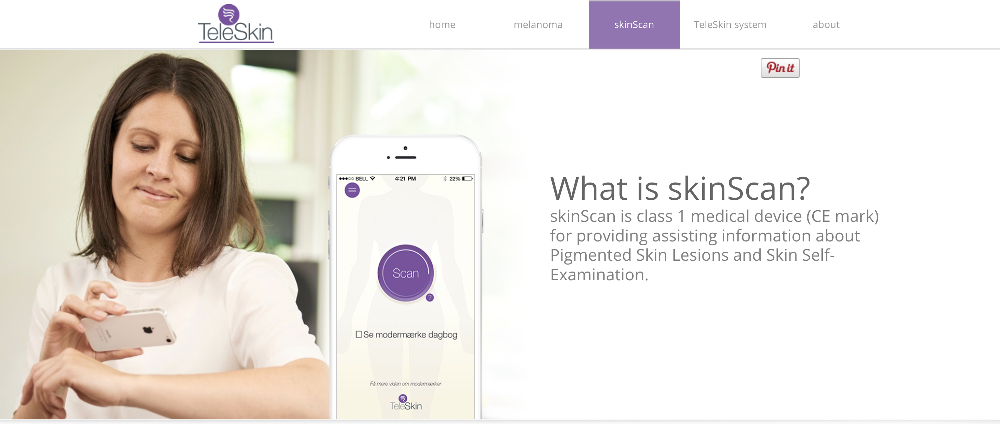 TeleSkin
home
melanoma
skinScan
TeleSkin system
about
Pin it
BELL 4:21 PM 22%
Scan
?
Se modermærke dagbog
Få mere viden om modermærker
TeleSkin
What is skinScan?
skinScan is class 1 medical device (CE mark)
for providing assisting information about
Pigmented Skin Lesions and Skin Self-
Examination.